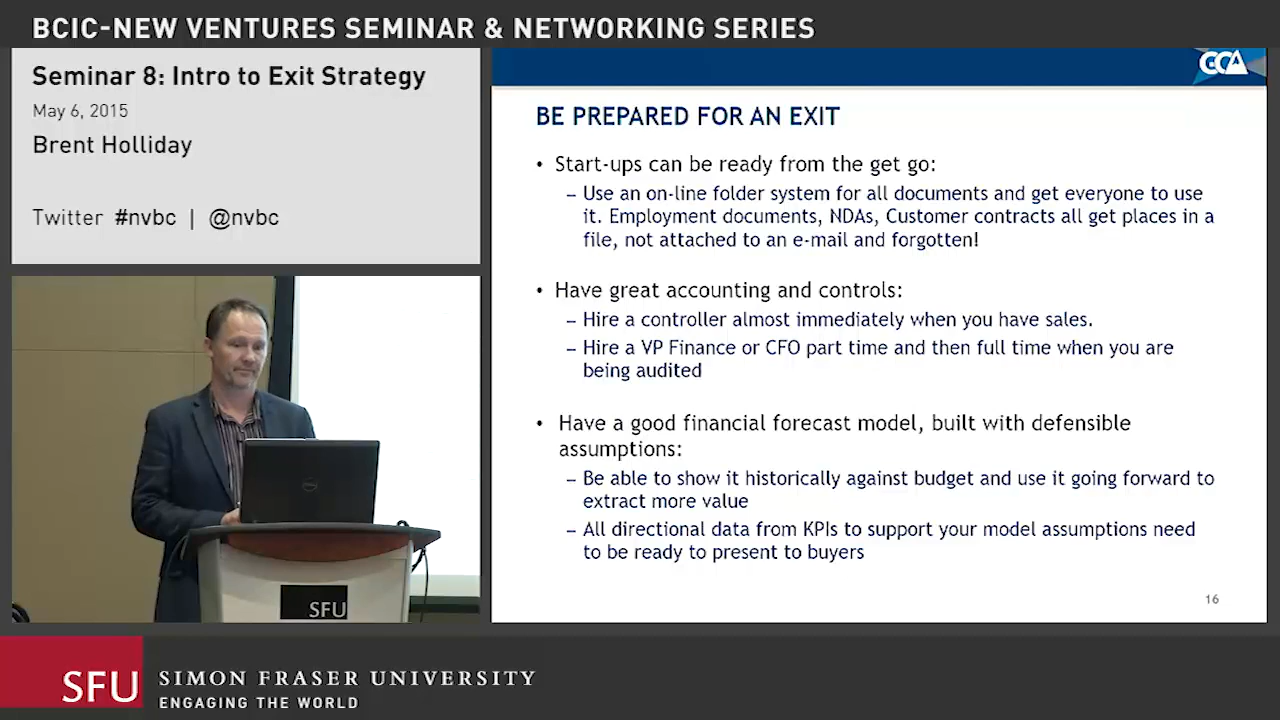 BCIC-NEW VENTURES SEMINAR & NETWORKING SERIES
Seminar 8: Intro to Exit Strategy
May 6, 2015
Brent Holliday
Twitter #nvbc | @nvbc
CCA
BE PREPARED FOR AN EXIT
• Start-ups can be ready from the get go:
– Use an on-line folder system for all documents and get everyone to use
it. Employment documents, NDAs, Customer contracts all get places in a
file, not attached to an e-mail and forgotten!
• Have great accounting and controls:
– Hire a controller almost immediately when you have sales.
– Hire a VP Finance or CFO part time and then full time when you are
being audited
• Have a good financial forecast model, built with defensible
assumptions:
– Be able to show it historically against budget and use it going forward to
extract more value
– All directional data from KPIs to support your model assumptions need
to be ready to present to buyers
16
SFU
SFU
SIMON FRASER UNIVERSITY
ENGAGING THE WORLD